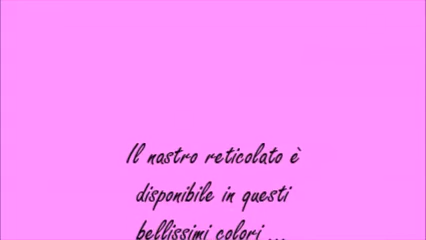 Il nastro reticolato è
disponibile in questi
bellissimi colori ...